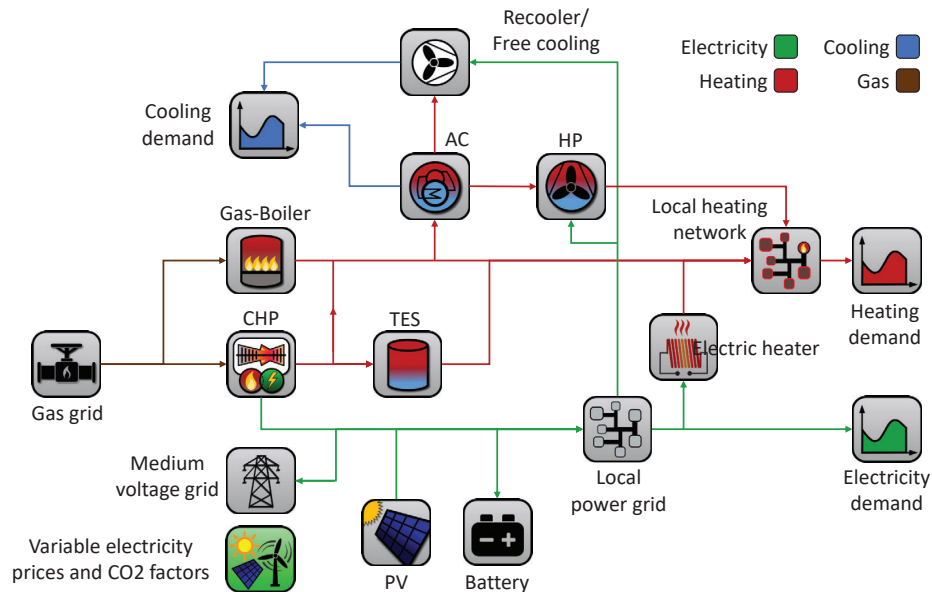 Recooler/
Free cooling
Electricity
Cooling
Heating
Gas
Cooling
demand
AC
HP
M
Gas-Boiler
Local heating
network
CHP
TES
Heating
demand
Electric heater
Gas grid
Medium
voltage grid
Local
power grid
Electricity
demand
Variable electricity
prices and CO2 factors
PV
Battery